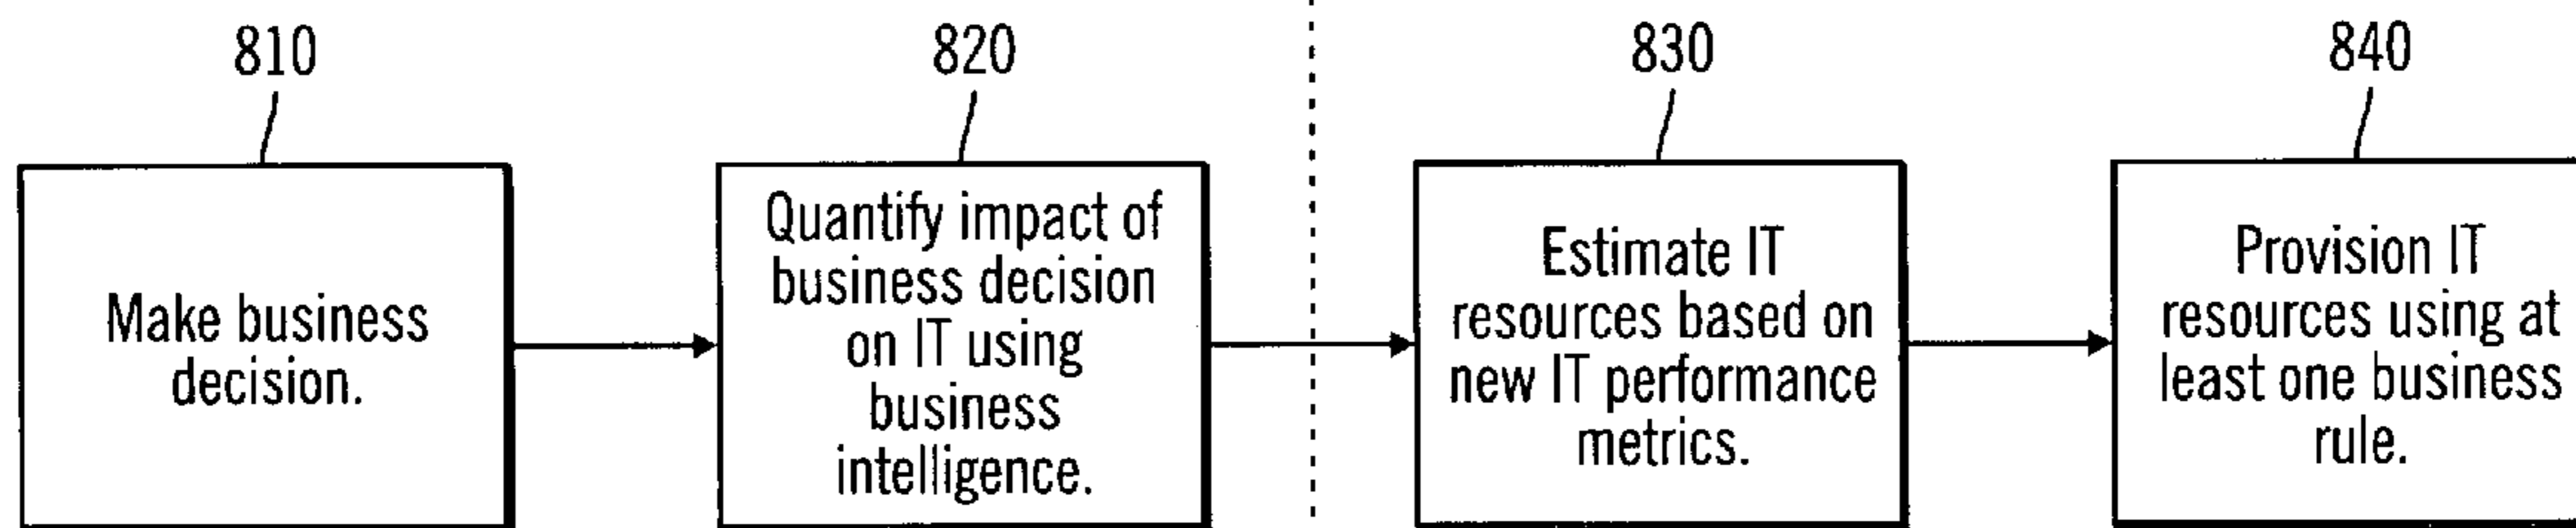 810
820
830
840
Make business
decision.
Quantify impact of
business decision
on IT using
business
intelligence.
Estimate IT
resources based on
new IT performance
metrics.
Provision IT
resources using at
least one business
rule.